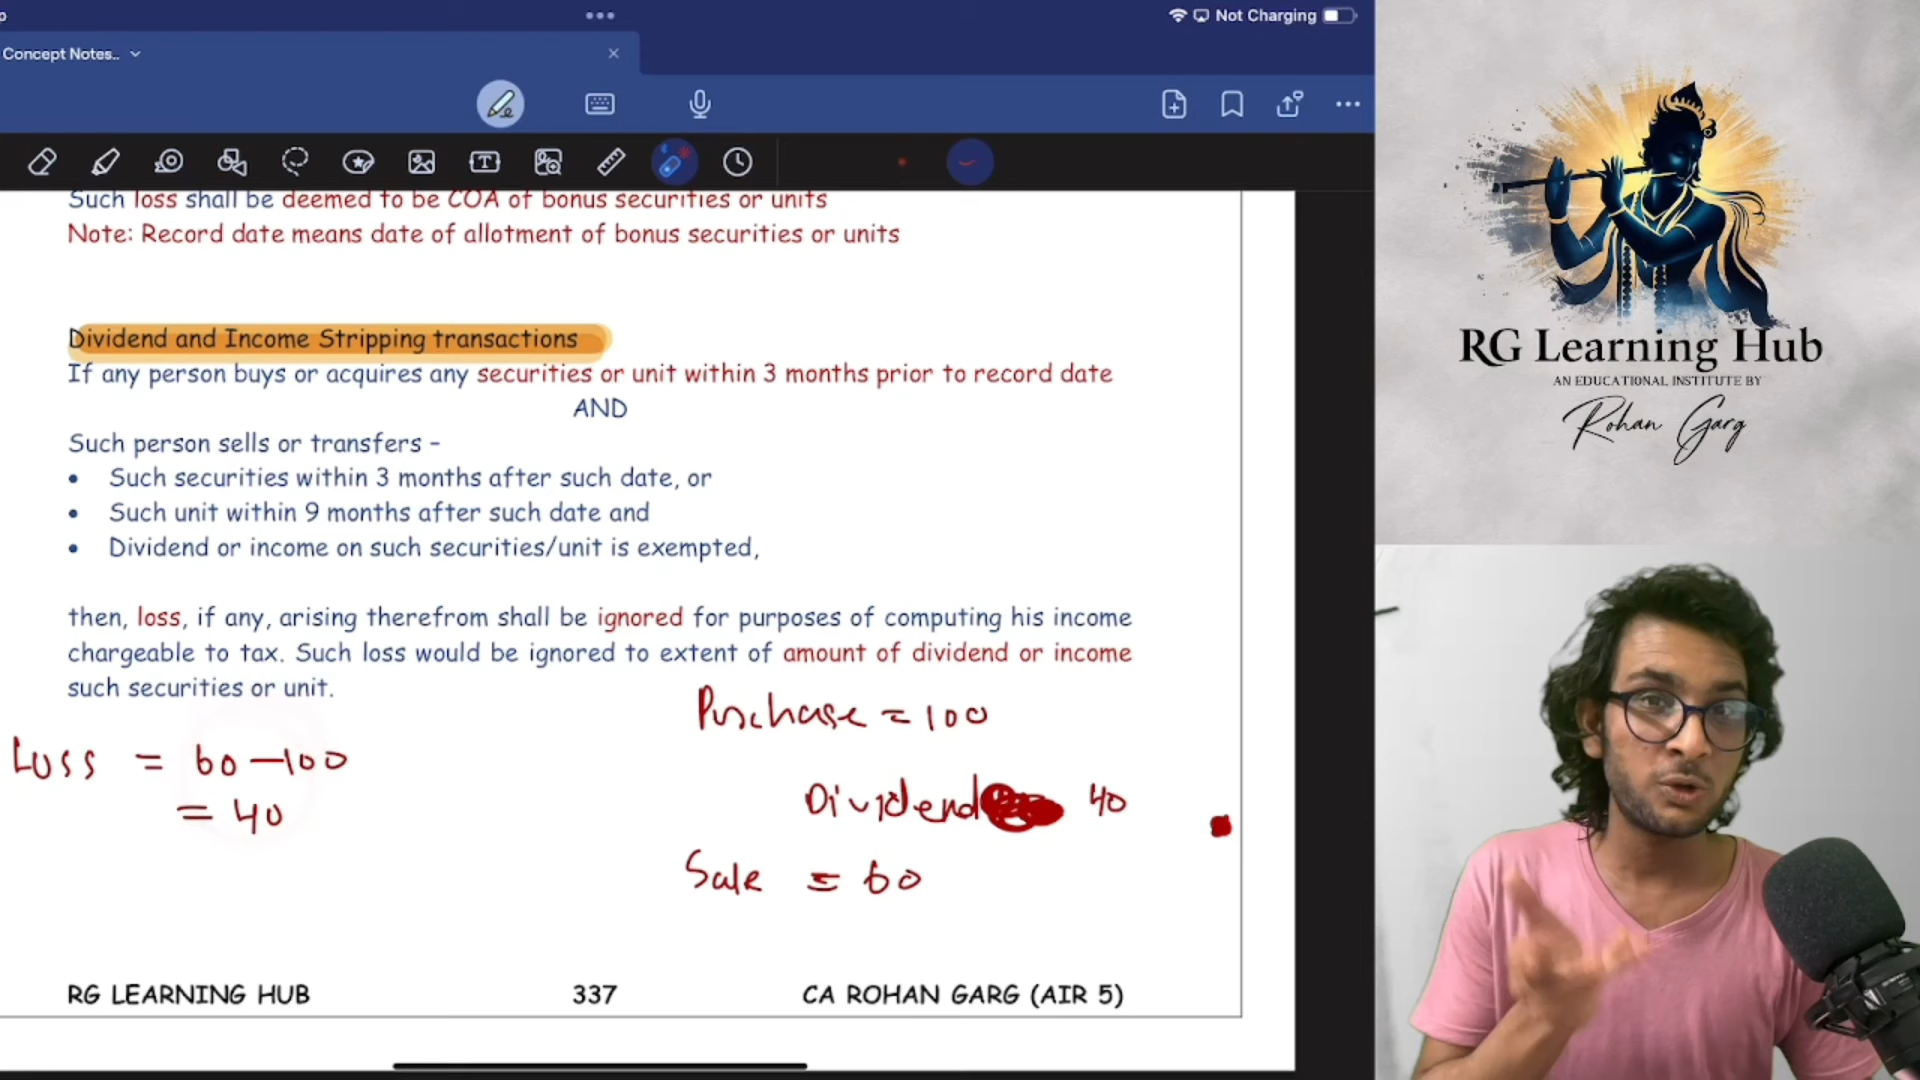 Not Charging
Concept Notes..
Such loss shall be deemed to be COA of bonus securities or units
Note: Record date means date of allotment of bonus securities or units
Dividend and Income Stripping transactions
If any person buys or acquires any securities or unit within 3 months prior to record date
AND
Such person sells or transfers –
• Such securities within 3 months after such date, or
• Such unit within 9 months after such date and
• Dividend or income on such securities/unit is exempted,
then, loss, if any, arising therefrom shall be ignored for purposes of computing his income
chargeable to tax. Such loss would be ignored to extent of amount of dividend or income
such securities or unit.
Purchase = 100
Loss = 60 – 100
= 40
Dividend 40
Sale = 60
RG LEARNING HUB 337 CA ROHAN GARG (AIR 5)
RG Learning Hub
AN EDUCATIONAL INSTITUTE BY
Rohan Garg